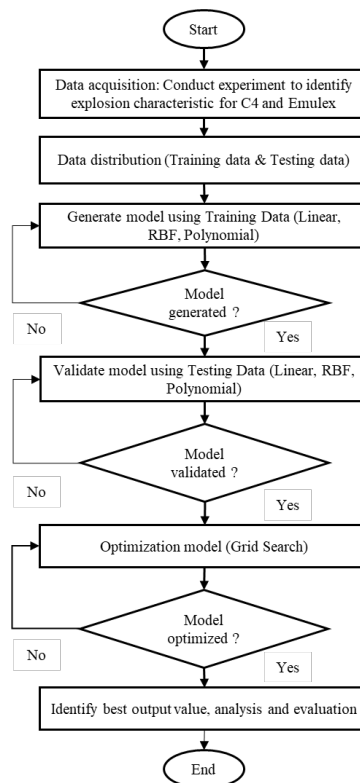 Start
Data acquisition: Conduct experiment to identify
explosion characteristic for C4 and Emulex
Data distribution (Training data & Testing data)
Generate model using Training Data (Linear,
RBF, Polynomial)
Model
generated ?
No
Yes
Validate model using Testing Data (Linear, RBF,
Polynomial)
Model
validated ?
No
Yes
Optimization model (Grid Search)
Model
optimized ?
No
Yes
Identify best output value, analysis and evaluation
End